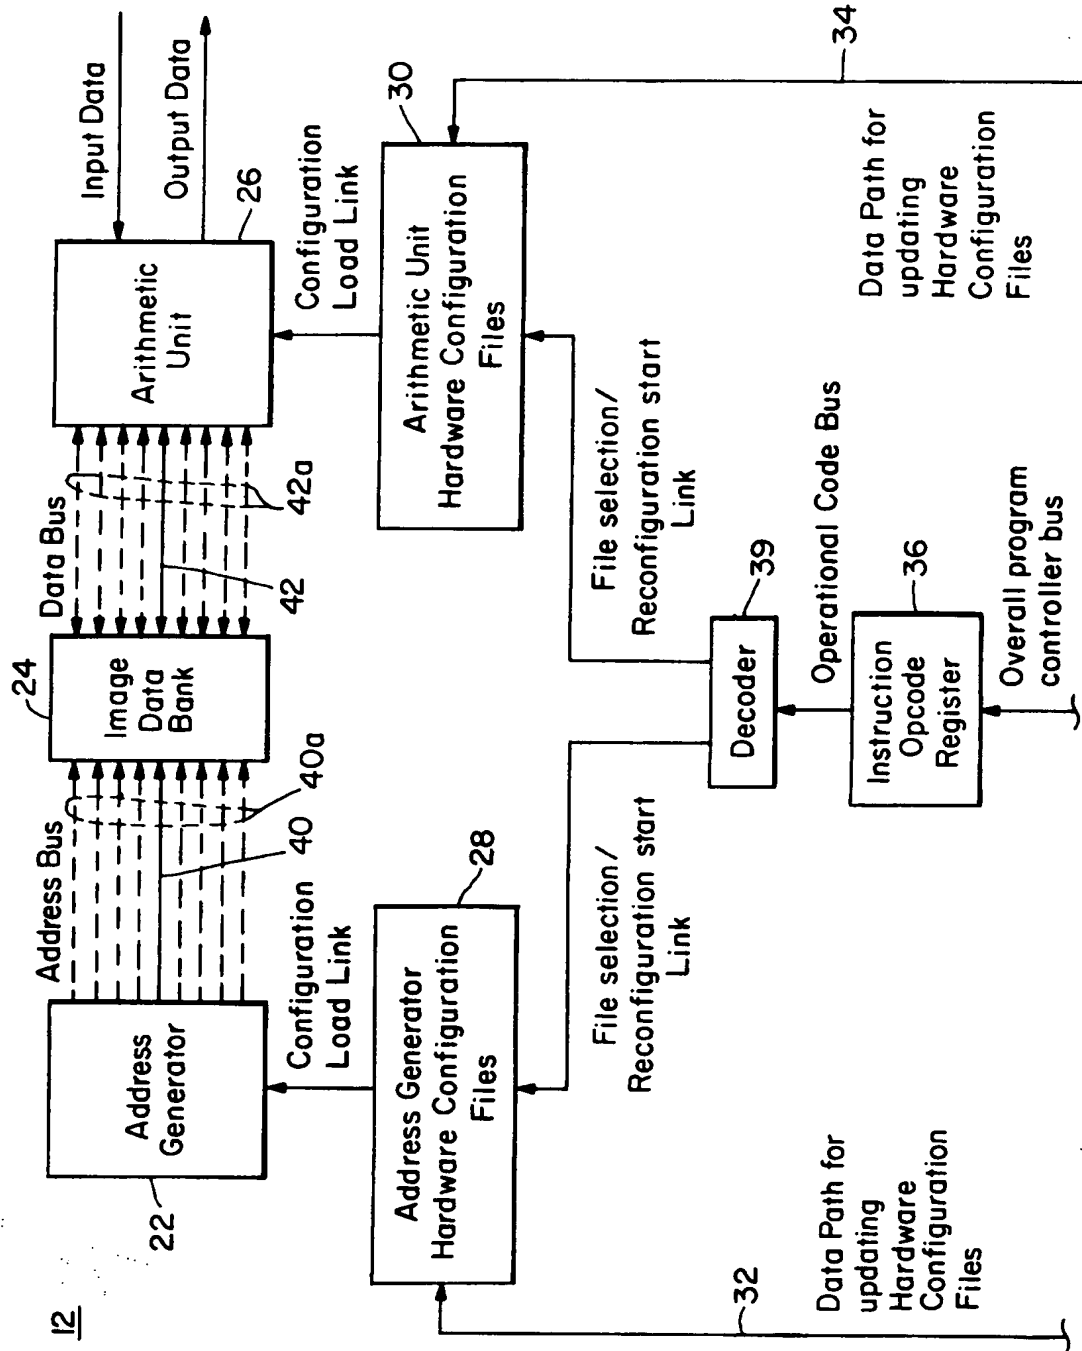 12
22
Address
Generator
Address Bus
40
40a
24
Image
Data
Bank
Data Bus
42
42a
Arithmetic
Unit
26
Input Data
Output Data
Configuration
Load Link
Configuration
Load Link
28
Address Generator
Hardware Configuration
Files
30
Arithmetic Unit
Hardware Configuration
Files
File selection/
Reconfiguration start
Link
File selection/
Reconfiguration start
Link
39
Decoder
Operational Code Bus
36
Instruction
Opcode
Register
Overall program
controller bus
32
Data Path for
updating
Hardware
Configuration
Files
34
Data Path for
updating
Hardware
Configuration
Files